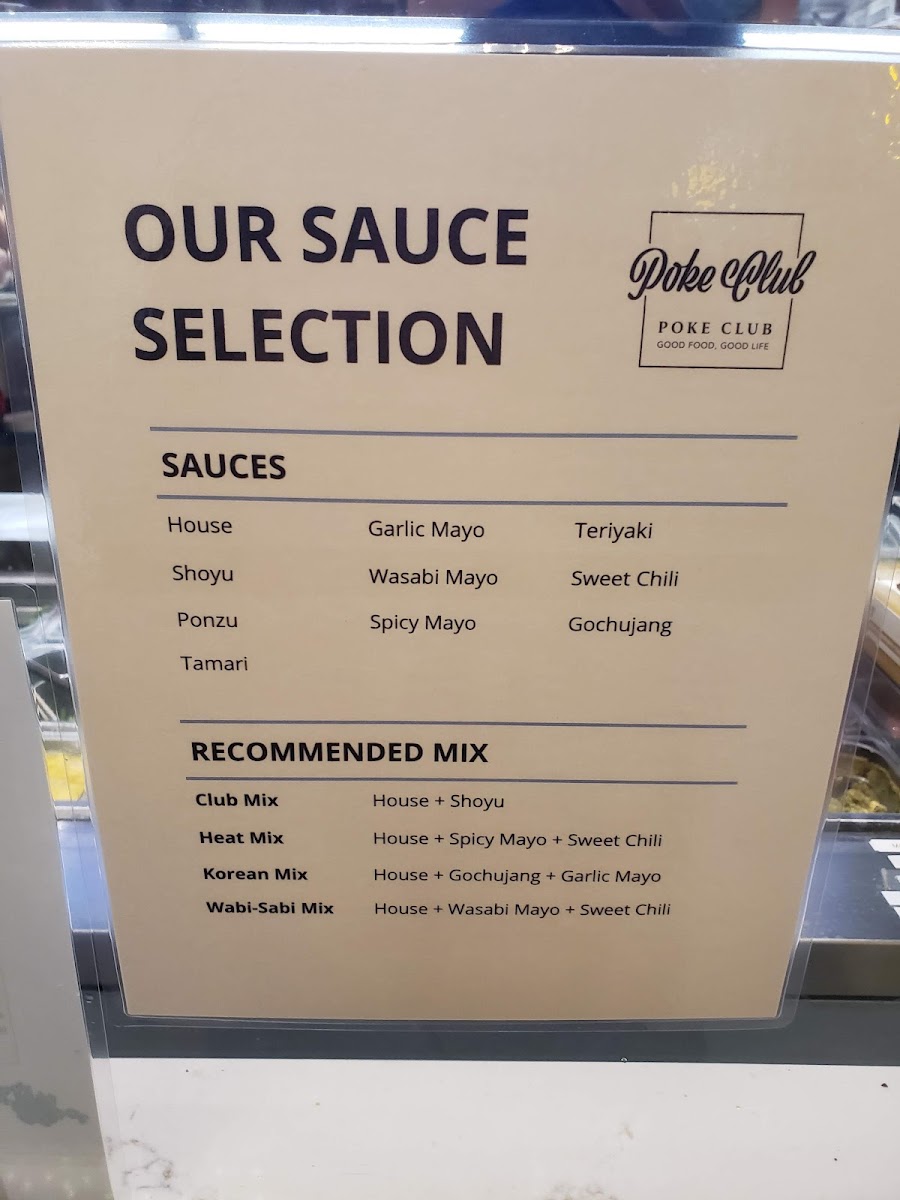 OUR SAUCE
SELECTION
Poke Club
POKE CLUB
GOOD FOOD, GOOD LIFE
SAUCES
House Garlic Mayo Teriyaki
Shoyu Wasabi Mayo Sweet Chili
Ponzu Spicy Mayo Gochujang
Tamari
RECOMMENDED MIX
Club Mix House + Shoyu
Heat Mix House + Spicy Mayo + Sweet Chili
Korean Mix House + Gochujang + Garlic Mayo
Wabi-Sabi Mix House + Wasabi Mayo + Sweet Chili